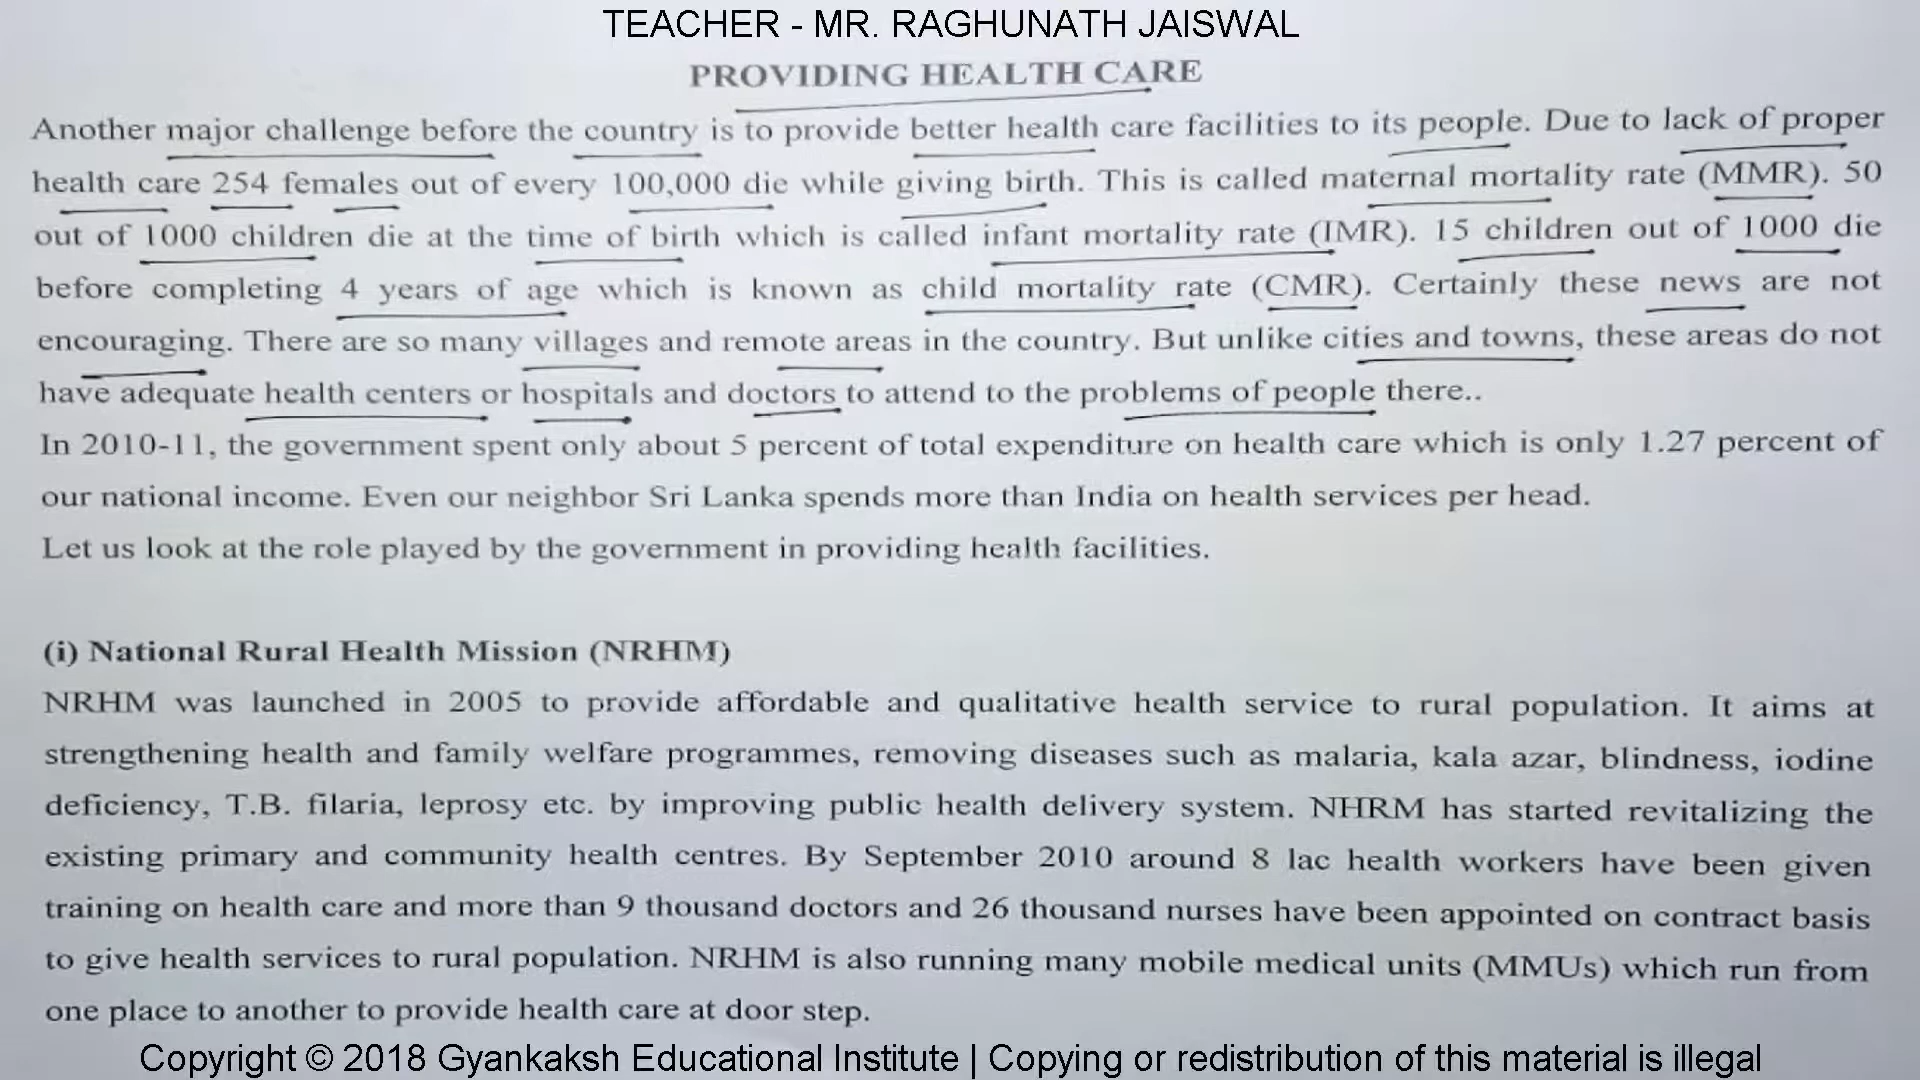 TEACHER - MR. RAGHUNATH JAISWAL
PROVIDING HEALTH CARE
Another major challenge before the country is to provide better health care facilities to its people. Due to lack of proper
health care 254 females out of every 100,000 die while giving birth. This is called maternal mortality rate (MMR). 50
out of 1000 children die at the time of birth which is called infant mortality rate (IMR). 15 children out of 1000 die
before completing 4 years of age which is known as child mortality rate (CMR). Certainly these news are not
encouraging. There are so many villages and remote areas in the country. But unlike cities and towns, these areas do not
have adequate health centers or hospitals and doctors to attend to the problems of people there..
In 2010-11, the government spent only about 5 percent of total expenditure on health care which is only 1.27 percent of
our national income. Even our neighbor Sri Lanka spends more than India on health services per head.
Let us look at the role played by the government in providing health facilities.
(i) National Rural Health Mission (NRHM)
NRHM was launched in 2005 to provide affordable and qualitative health service to rural population. It aims at
strengthening health and family welfare programmes, removing diseases such as malaria, kala azar, blindness, iodine
deficiency, T.B. filaria, leprosy etc. by improving public health delivery system. NHRM has started revitalizing the
existing primary and community health centres. By September 2010 around 8 lac health workers have been given
training on health care and more than 9 thousand doctors and 26 thousand nurses have been appointed on contract basis
to give health services to rural population. NRHM is also running many mobile medical units (MMUs) which run from
one place to another to provide health care at door step.
Copyright © 2018 Gyankaksh Educational Institute | Copying or redistribution of this material is illegal